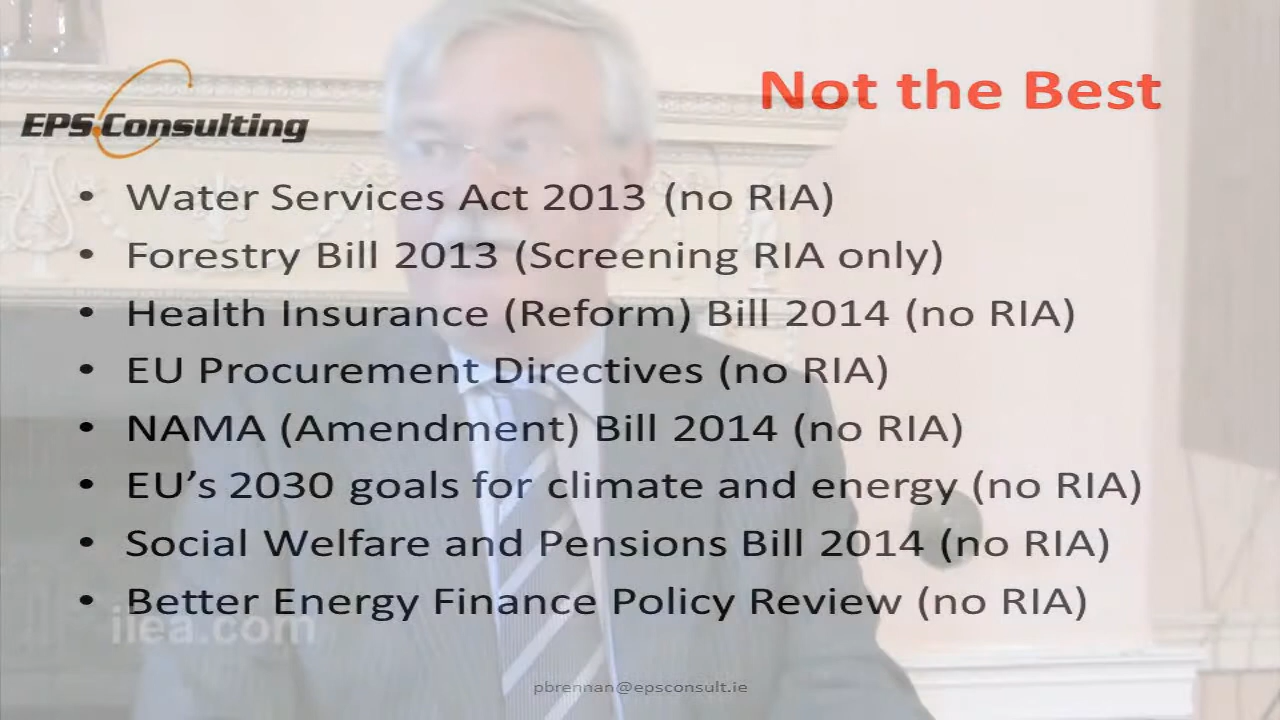 Not the Best
EPS Consulting
• Water Services Act 2013 (no RIA)
• Forestry Bill 2013 (Screening RIA only)
• Health Insurance (Reform) Bill 2014 (no RIA)
• EU Procurement Directives (no RIA)
• NAMA (Amendment) Bill 2014 (no RIA)
• EU’s 2030 goals for climate and energy (no RIA)
• Social Welfare and Pensions Bill 2014 (no RIA)
• Better Energy Finance Policy Review (no RIA)
ilea.com
pbrennan@epsconsult.ie